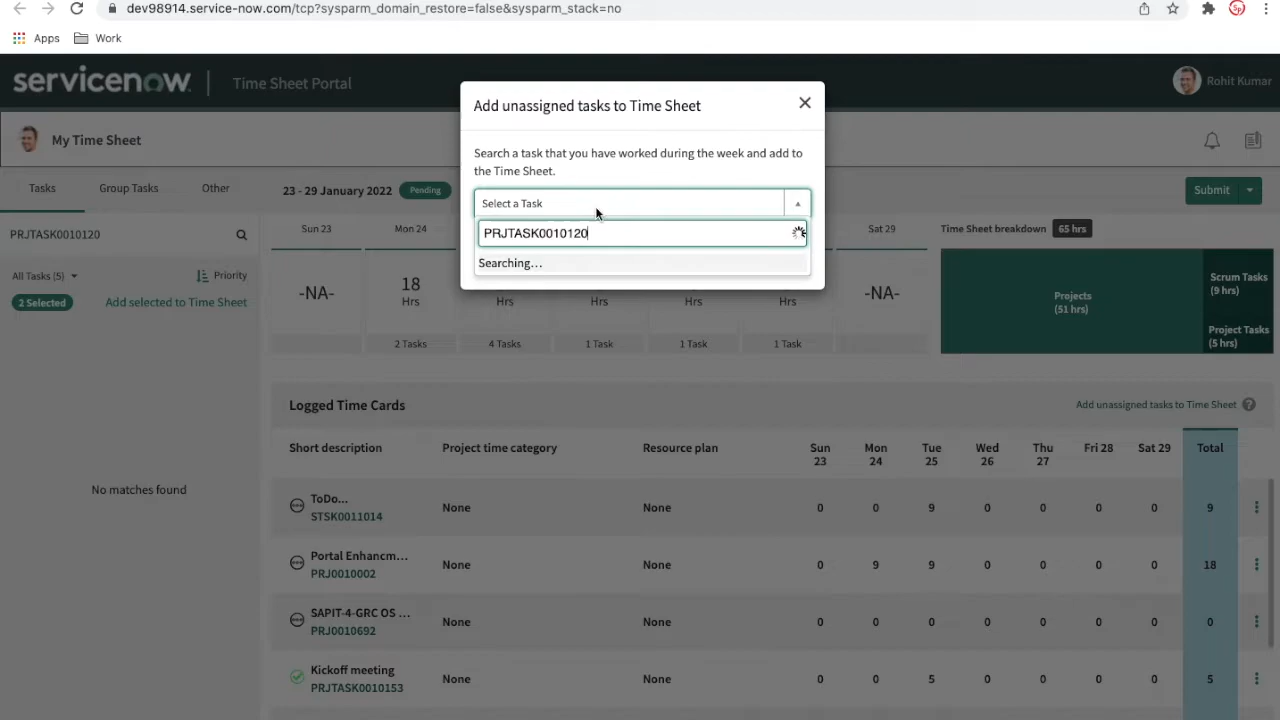 dev98914.service-now.com/tcp?sysparm_domain_restore=false&sysparm_stack=no
Sp
Apps
Work
servicenow
Time Sheet Portal
Rohit Kumar
My Time Sheet
Add unassigned tasks to Time Sheet
Search a task that you have worked during the week and add to
the Time Sheet.
Select a Task
PRJTASK0010120
Searching…
Tasks
Group Tasks
Other
23 - 29 January 2022
Pending
Submit
PRJTASK0010120
All Tasks (5)
Priority
2 Selected
Add selected to Time Sheet
No matches found
Sun 23
Mon 24
Sat 29
-NA-
18
Hrs
Hrs
Hrs
Hrs
Hrs
-NA-
2 Tasks
4 Tasks
1 Task
1 Task
1 Task
Time Sheet breakdown
65 hrs
Projects
(51 hrs)
Scrum Tasks
(9 hrs)
Project Tasks
(5 hrs)
Logged Time Cards
Add unassigned tasks to Time Sheet ?
Short description Project time category Resource plan Sun 23 Mon 24 Tue 25 Wed 26 Thu 27 Fri 28 Sat 29 Total
ToDo...
STSK0011014
None None 0 0 9 0 0 0 0 9
Portal Enhancm...
PRJ0010002
None None 0 9 9 0 0 0 0 18
SAPIT-4-GRC OS ...
PRJ0010692
None None 0 0 0 0 0 0 0 0
Kickoff meeting
PRJTASK0010153
None None 0 0 5 0 0 0 0 5